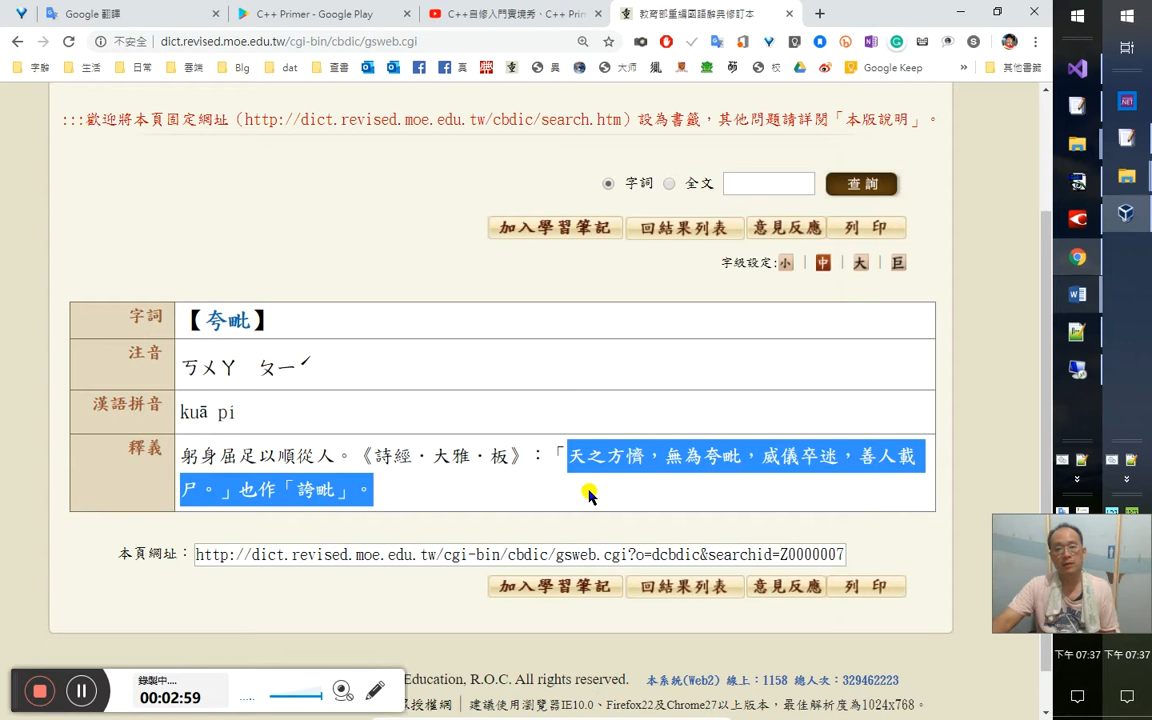 Google 翻譯
C++ Primer - Google Play
C++自修入門實境秀、C++ Prim
教育部重編國語辭典修訂本
不安全 | dict.revised.moe.edu.tw/cgi-bin/cbdic/gsweb.cgi
字辭 生活 日常 雲端 Blg dat 查書 真 異 大师 萌 校 Google Keep » 其他書籤
:::歡迎將本頁固定網址（http://dict.revised.moe.edu.tw/cbdic/search.htm）設為書籤，其他問題請詳閱「本版說明」。
字詞 全文 查詢
加入學習筆記 回結果列表 意見反應 列 印
字級設定:小 | 中 | 大 | 巨
字詞 【夸毗】
注音 ㄎㄨㄚ ㄆㄧˊ
漢語拼音 kuā pí
釋義 躬身屈足以順從人。《詩經．大雅．板》：「天之方懠，無為夸毗，威儀卒迷，善人載
尸。」也作「誇毗」。
本頁網址： http://dict.revised.moe.edu.tw/cgi-bin/cbdic/gsweb.cgi?o=dcbdic&searchid=Z0000007
加入學習筆記 回結果列表 意見反應 列 印
Education, R.O.C. All rights reserved. 本系統(Web2) 線上：1158 總人次：329462223
授權網 | 建議使用瀏覽器IE10.0、Firefox22及Chrome27以上版本，最佳解析度為1024x768。
錄製中....
00:02:59
下午 07:37 下午 07:37